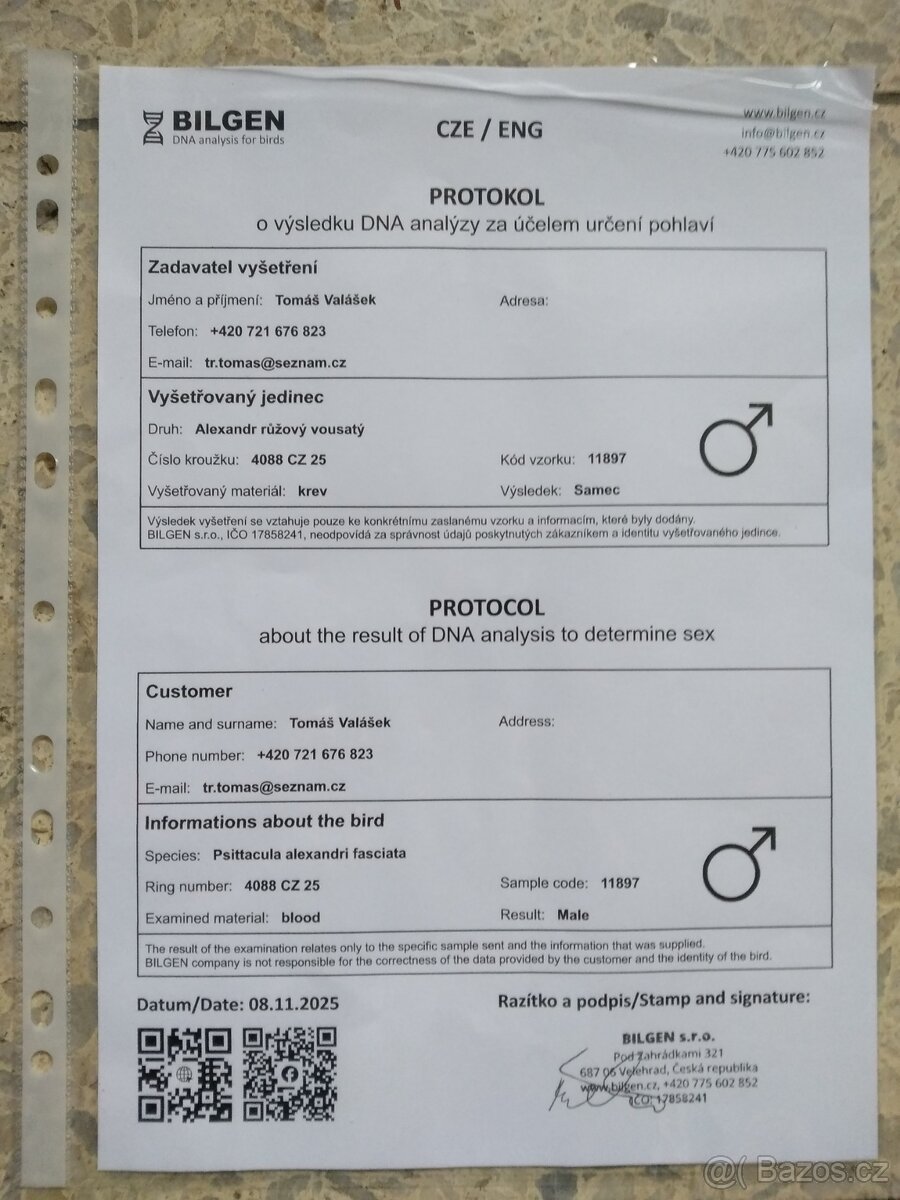 BILGEN
DNA analysis for birds
CZE / ENG
www.bilgen.cz
info@bilgen.cz
+420 775 602 852
PROTOKOL
o výsledku DNA analýzy za účelem určení pohlaví
Zadavatel vyšetření
Jméno a příjmení: Tomáš Valášek Adresa:
Telefon: +420 721 676 823
E-mail: tr.tomas@seznam.cz
Vyšetřovaný jedinec
Druh: Alexandr růžový vousatý
Číslo kroužku: 4088 CZ 25 Kód vzorku: 11897
Vyšetřovaný materiál: krev Výsledek: Samec
Výsledek vyšetření se vztahuje pouze ke konkrétnímu zaslanému vzorku a informacím, které byly dodány.
BILGEN s.r.o., IČO 17858241, neodpovídá za správnost údajů poskytnutých zákazníkem a identitu vyšetřovaného jedince.
PROTOCOL
about the result of DNA analysis to determine sex
Customer
Name and surname: Tomáš Valášek Address:
Phone number: +420 721 676 823
E-mail: tr.tomas@seznam.cz
Informations about the bird
Species: Psittacula alexandri fasciata
Ring number: 4088 CZ 25 Sample code: 11897
Examined material: blood Result: Male
The result of the examination relates only to the specific sample sent and the information that was supplied.
BILGEN company is not responsible for the correctness of the data provided by the customer and the identity of the bird.
Datum/Date: 08.11.2025
Razítko a podpis/Stamp and signature:
BILGEN s.r.o.
Pod Zahrádkami 321
687 06 Velehrad, Česká republika
www.bilgen.cz, +420 775 602 852
IČO: 17858241
@( Bazos.cz